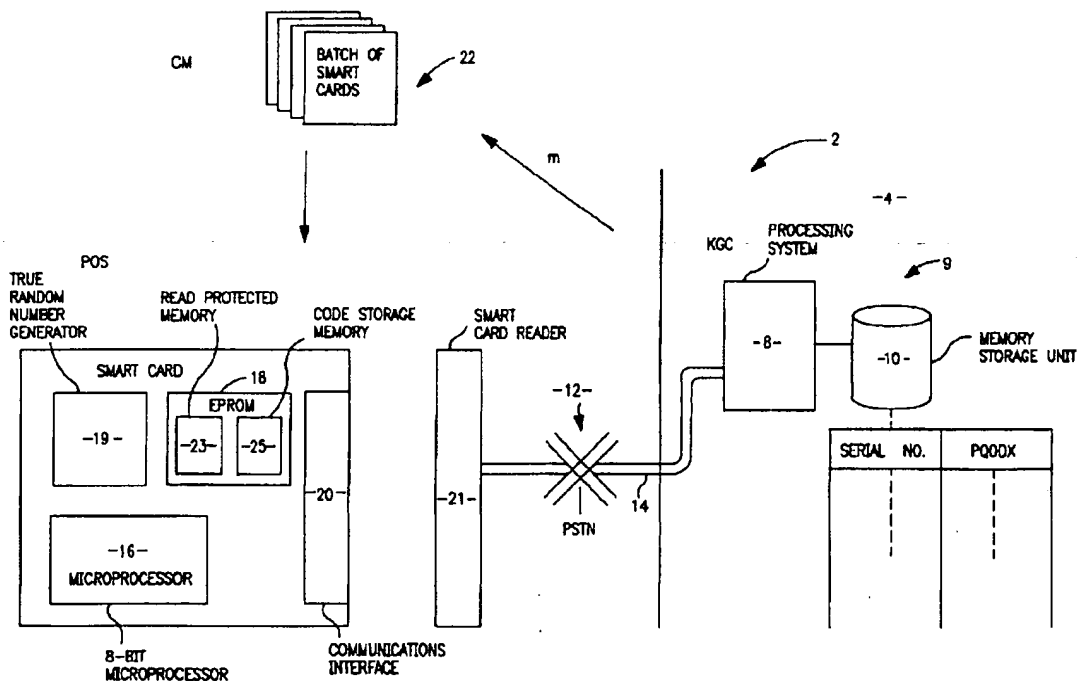 CM
BATCH OF
SMART
CARDS
22
m
2
-4-
KGC
PROCESSING
SYSTEM
9
POS
TRUE
RANDOM
NUMBER
GENERATOR
READ PROTECTED
MEMORY
CODE STORAGE
MEMORY
SMART
CARD READER
-8-
-10-
MEMORY
STORAGE UNIT
SMART CARD
18
EPROM
-19-
-23-
-25-
-20-
-21-
-12-
PSTN
14
SERIAL NO.
PQODX
-16-
MICROPROCESSOR
8-BIT
MICROPROCESSOR
COMMUNICATIONS
INTERFACE